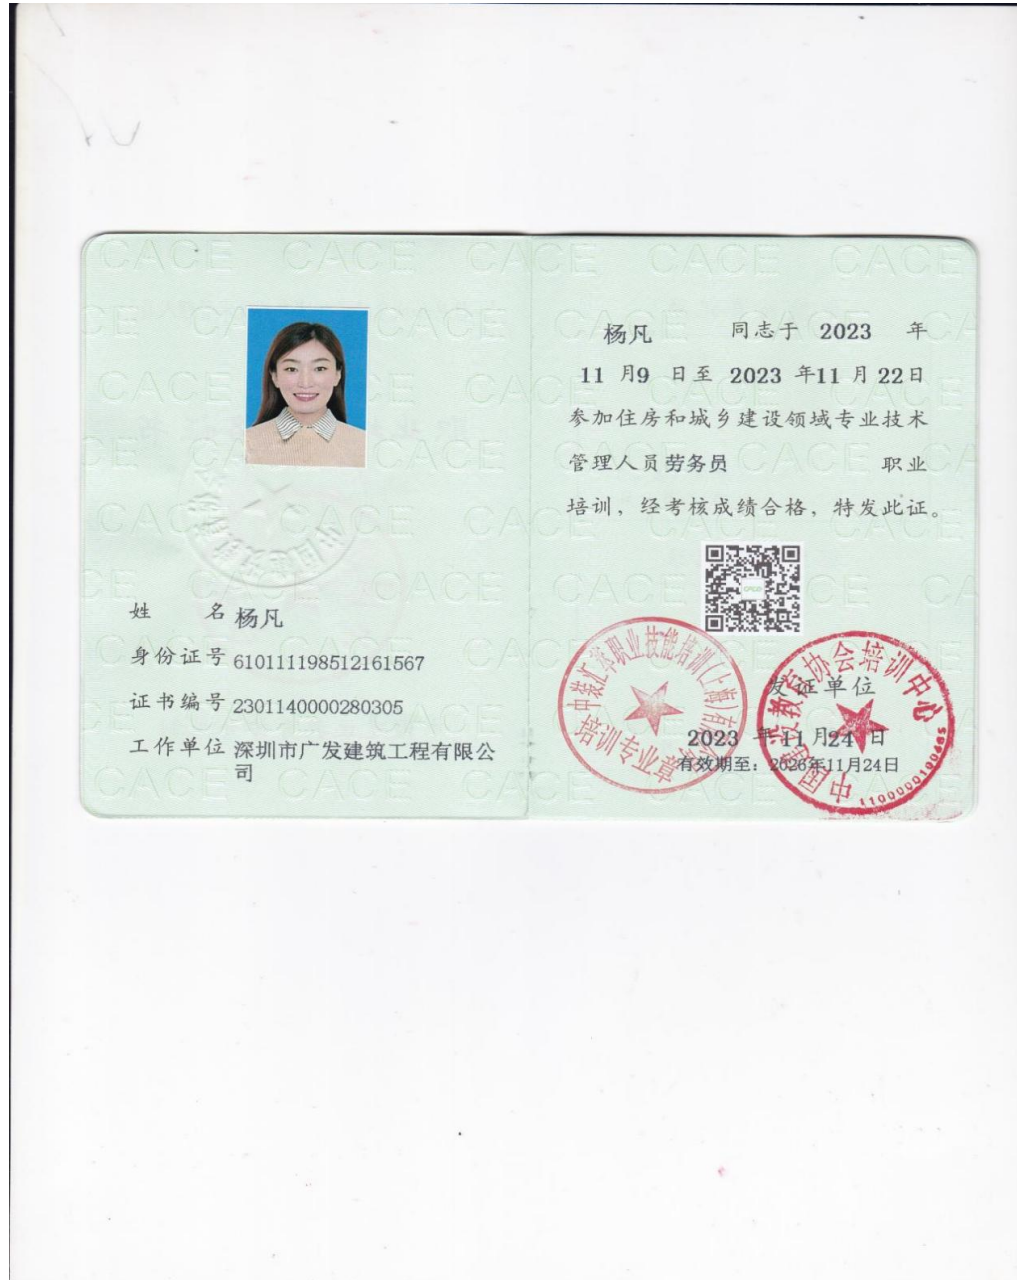 杨凡 同志于 2023 年
11 月9 日至 2023 年11 月 22日
参加住房和城乡建设领域专业技术
管理人员劳务员 职业
培训，经考核成绩合格，特发此证。
姓 名 杨凡
身份证号 610111198512161567
证书编号 2301140000280305
工作单位 深圳市广发建筑工程有限公
司
发证单位
2023 年 11 月24 日
有效期至：2026年11月24日
培训专业章
CACE